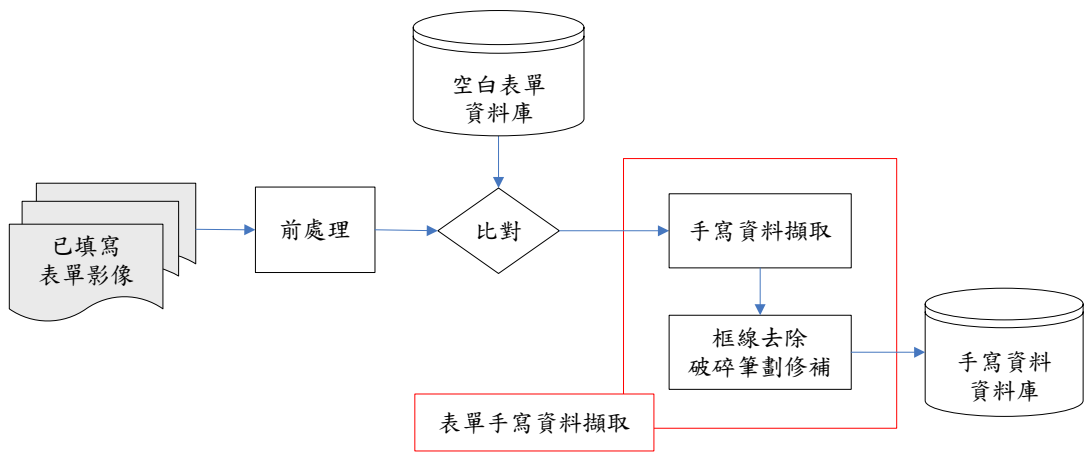 空白表單
資料庫
已填寫
表單影像
前處理
比對
手寫資料擷取
框線去除
破碎筆劃修補
手寫資料
資料庫
表單手寫資料擷取